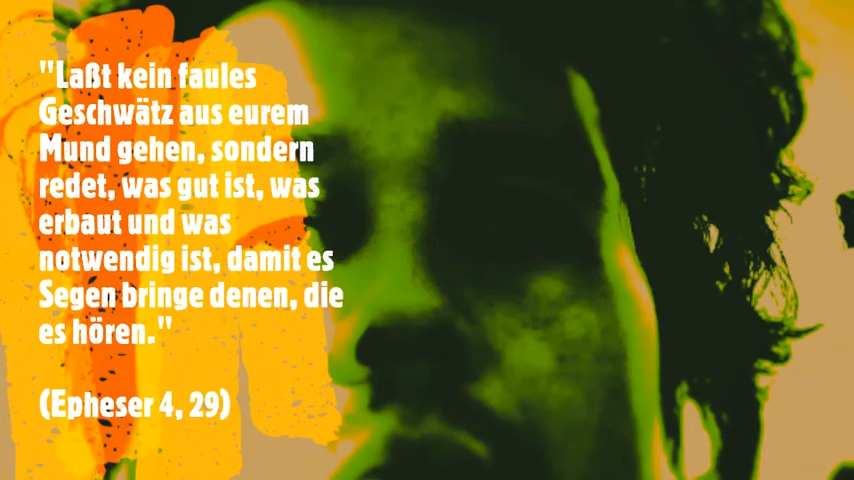 "Laßt kein faules
Geschwätz aus eurem
Mund gehen, sondern
redet, was gut ist, was
erbaut und was
notwendig ist, damit es
Segen bringe denen, die
es hören."
(Epheser 4, 29)